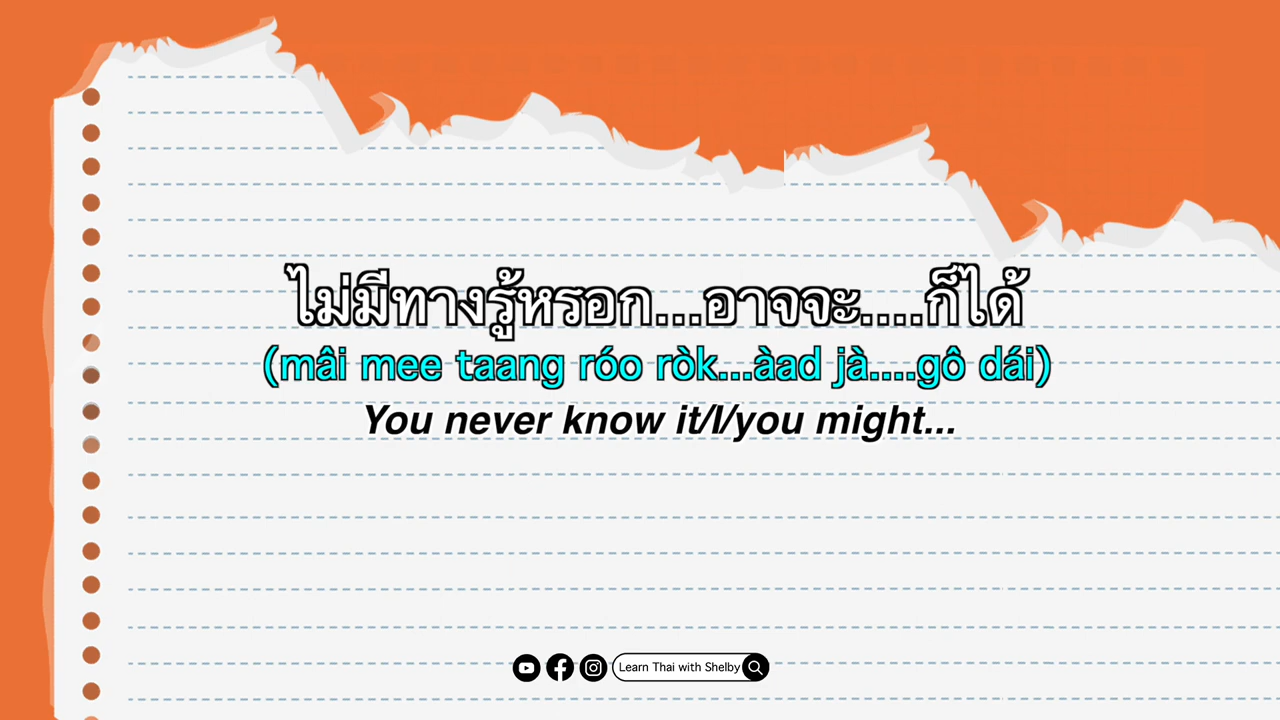 ไม่มีทางรู้หรอก...อาจจะ....ก็ได้
(mâi mee taang róo ròk...àad jà....gô dái)
You never know it/I/you might...
Learn Thai with Shelby